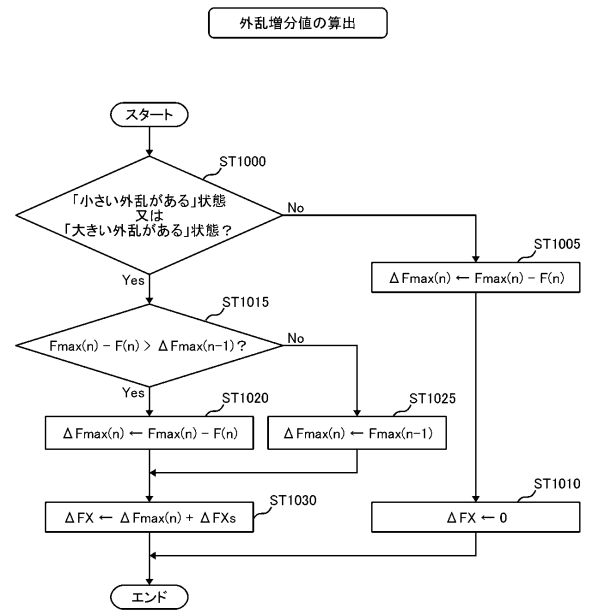 外乱増分値の算出
スタート
ST1000
「小さい外乱がある」状態
又は
「大きい外乱がある」状態？
No
Yes
ST1005
ΔFmax(n) ← Fmax(n) − F(n)
ST1015
Fmax(n) − F(n) > ΔFmax(n-1)？
No
Yes
ST1020
ΔFmax(n) ← Fmax(n) − F(n)
ST1025
ΔFmax(n) ← Fmax(n-1)
ST1030
ΔFX ← ΔFmax(n) + ΔFXs
ST1010
ΔFX ← 0
エンド